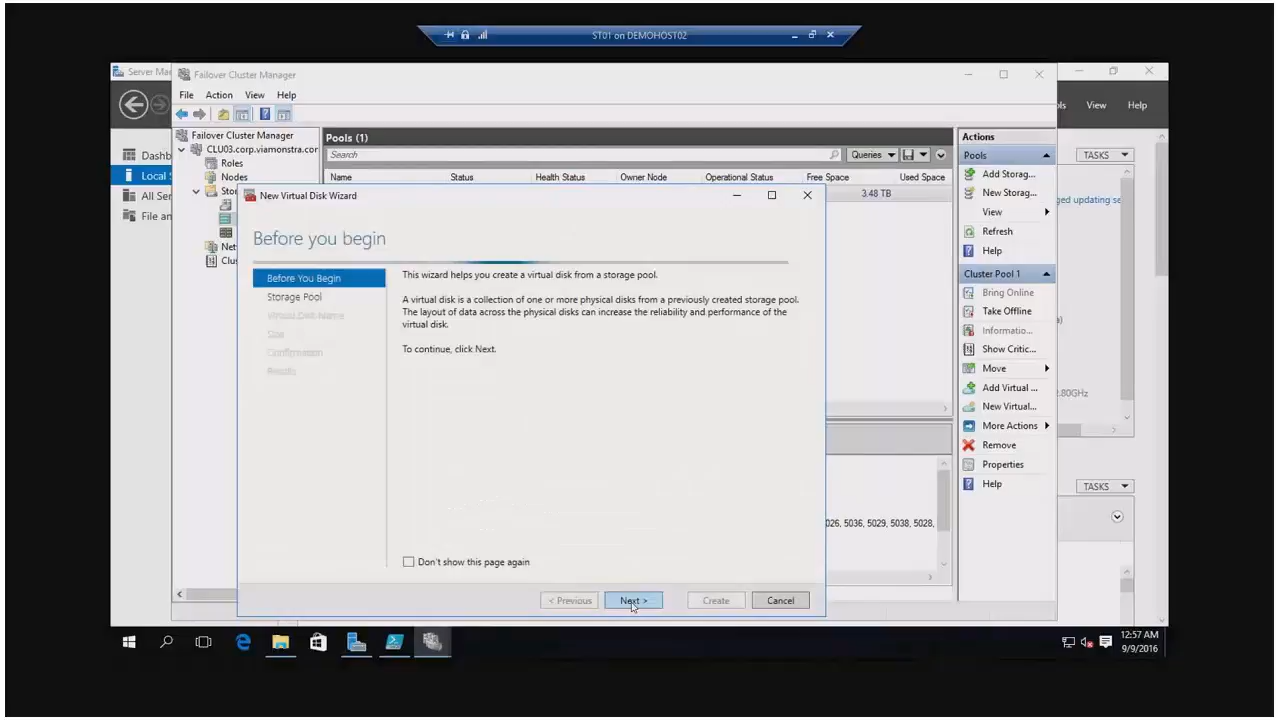 ST01 on DEMOHOST02
Server Ma
Failover Cluster Manager
File Action View Help
ols View Help
Failover Cluster Manager
CLU03.corp.viamonstra.cor
Roles
Nodes
Stor
Net
Clus
Dashb
Local S
All Ser
File an
Pools (1)
Search
Queries
Name Status Health Status Owner Node Operational Status Free Space Used Space
3.48 TB
Actions
Pools
Add Storag...
New Storag...
View
Refresh
Help
Cluster Pool 1
Bring Online
Take Offline
Informatio...
Show Critic...
Move
Add Virtual ...
New Virtual...
More Actions
Remove
Properties
Help
TASKS
ged updating se
a)
2.80GHz
TASKS
026, 5036, 5029, 5038, 5028,
New Virtual Disk Wizard
Before you begin
Before You Begin
Storage Pool
Virtual Disk Name
Size
Confirmation
Results
This wizard helps you create a virtual disk from a storage pool.
A virtual disk is a collection of one or more physical disks from a previously created storage pool.
The layout of data across the physical disks can increase the reliability and performance of the
virtual disk.
To continue, click Next.
Don't show this page again
< Previous Next > Create Cancel
12:57 AM
9/9/2016